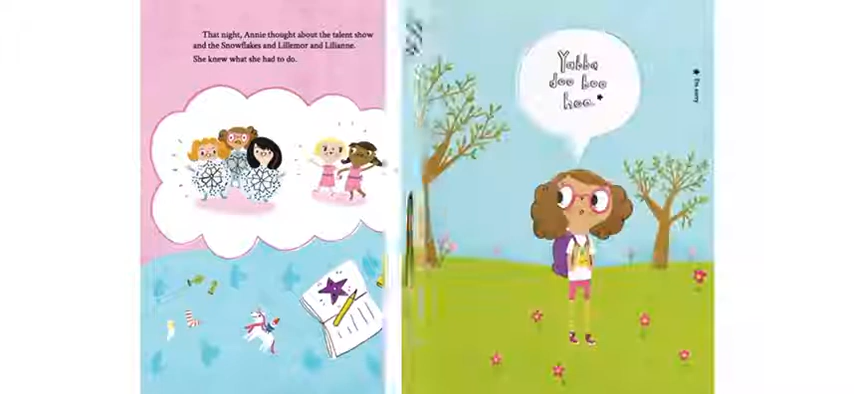 That night, Annie thought about the talent show
and the Snowflakes and Lillemor and Lilianne.
She knew what she had to do.
Yabba
doo boo
hoo*
* I'm sorry